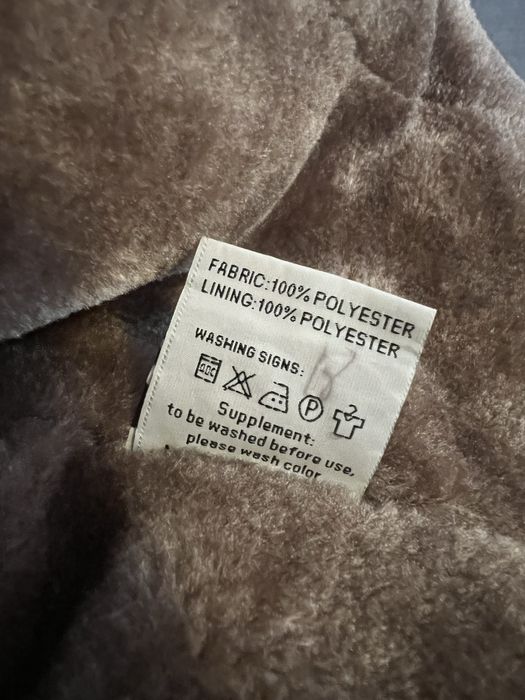 FABRIC:100% POLYESTER
LINING:100% POLYESTER
WASHING SIGNS:
P
Supplement:
to be washed before use,
please wash color